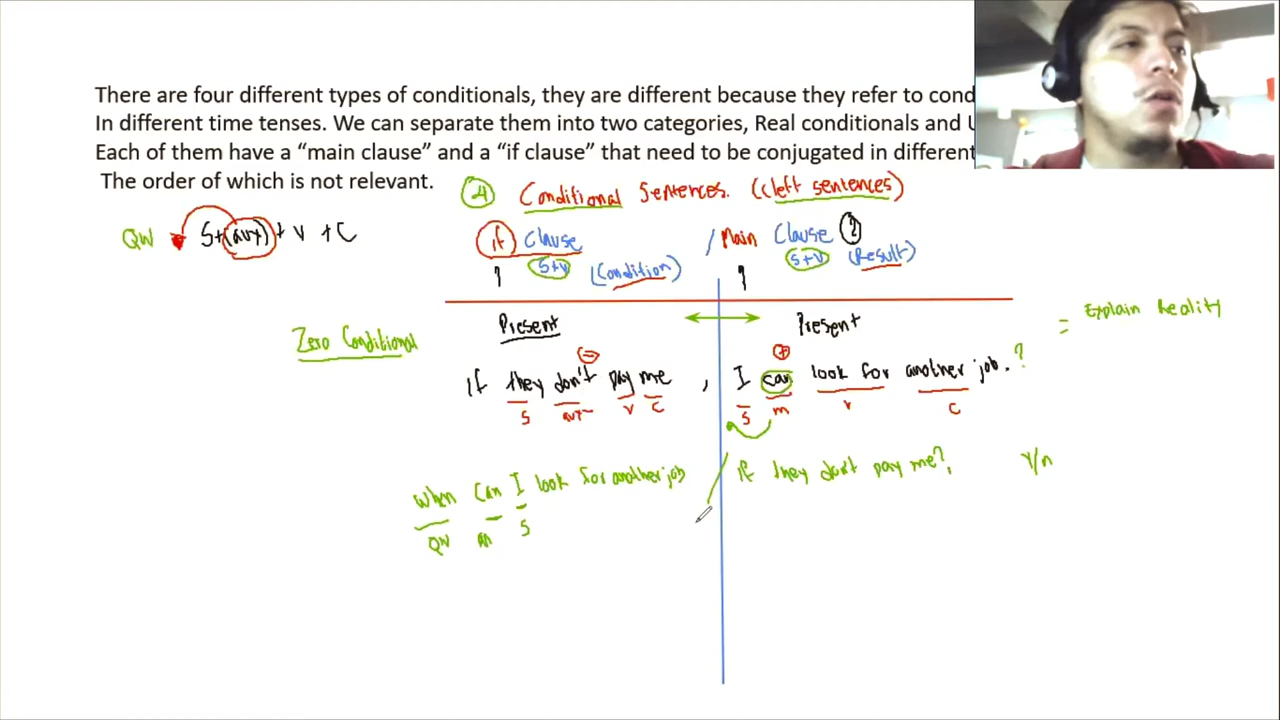 There are four different types of conditionals, they are different because they refer to cond
In different time tenses. We can separate them into two categories, Real conditionals and U
Each of them have a “main clause” and a “if clause” that need to be conjugated in different
The order of which is not relevant.
4 Conditional Sentences. (cleft sentences)
QW S+(aux)+ V + C
if Clause / Main Clause ?
S+V (Condition) S+V (Result)
Zero Conditional Present Present = Explain Reality
- +
If they don't pay me , I can look for another job. ?
S aux V C S m V C
When can I look for another job / If they don't pay me?, Y/n
QW m S